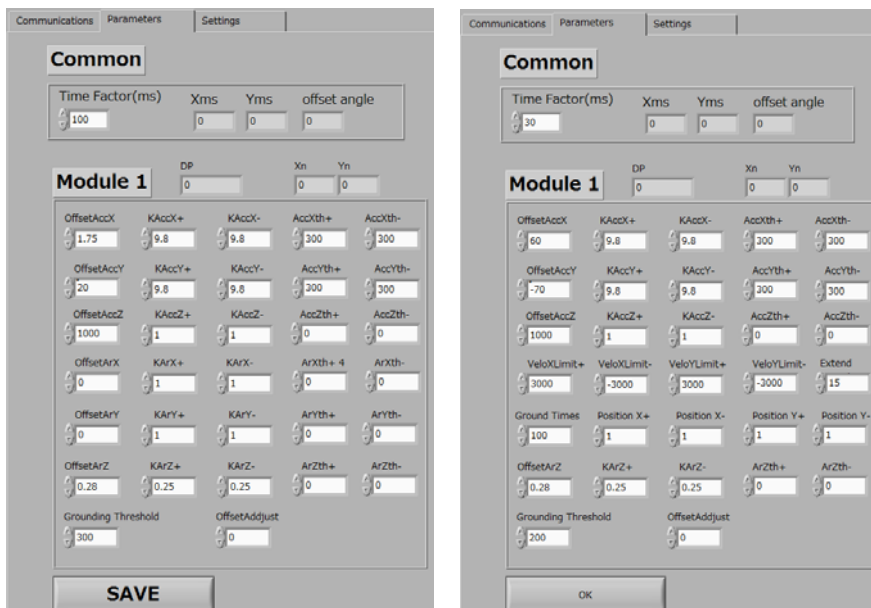 Communications Parameters Settings
Common
Time Factor(ms) Xms Yms offset angle
100 0 0 0
DP Xn Yn
Module 1 0 0 0
OffsetAccX KAccX+ KAccX- AccXth+ AccXth-
1.75 9.8 9.8 300 300
OffsetAccY KAccY+ KAccY- AccYth+ AccYth-
20 9.8 9.8 300 300
OffsetAccZ KAccZ+ KAccZ- AccZth+ AccZth-
1000 1 1 0 0
OffsetArX KArX+ KArX- ArXth+ 4 ArXth-
0 1 1 0 0
OffsetArY KArY+ KArY- ArYth+ ArYth-
0 1 1 0 0
OffsetArZ KArZ+ KArZ- ArZth+ ArZth-
0.28 0.25 0.25 0 0
Grounding Threshold OffsetAddjust
300 0
SAVE
Communications Parameters Settings
Common
Time Factor(ms) Xms Yms offset angle
30 0 0 0
DP Xn Yn
Module 1 0 0 0
OffsetAccX KAccX+ KAccX- AccXth+ AccXth-
60 9.8 9.8 300 300
OffsetAccY KAccY+ KAccY- AccYth+ AccYth-
-70 9.8 9.8 300 300
OffsetAccZ KAccZ+ KAccZ- AccZth+ AccZth-
1000 1 1 0 0
VeloXLimit+ VeloXLimit- VeloYLimit+ VeloYLimit- Extend
3000 -3000 3000 -3000 15
Ground Times Position X+ Position X- Position Y+ Position Y-
100 1 1 1 1
OffsetArZ KArZ+ KArZ- ArZth+ ArZth-
0.28 0.25 0.25 0 0
Grounding Threshold OffsetAddjust
200 0
OK